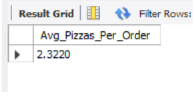 Result Grid Filter Rows:
Avg_Pizzas_Per_Order
2.3220